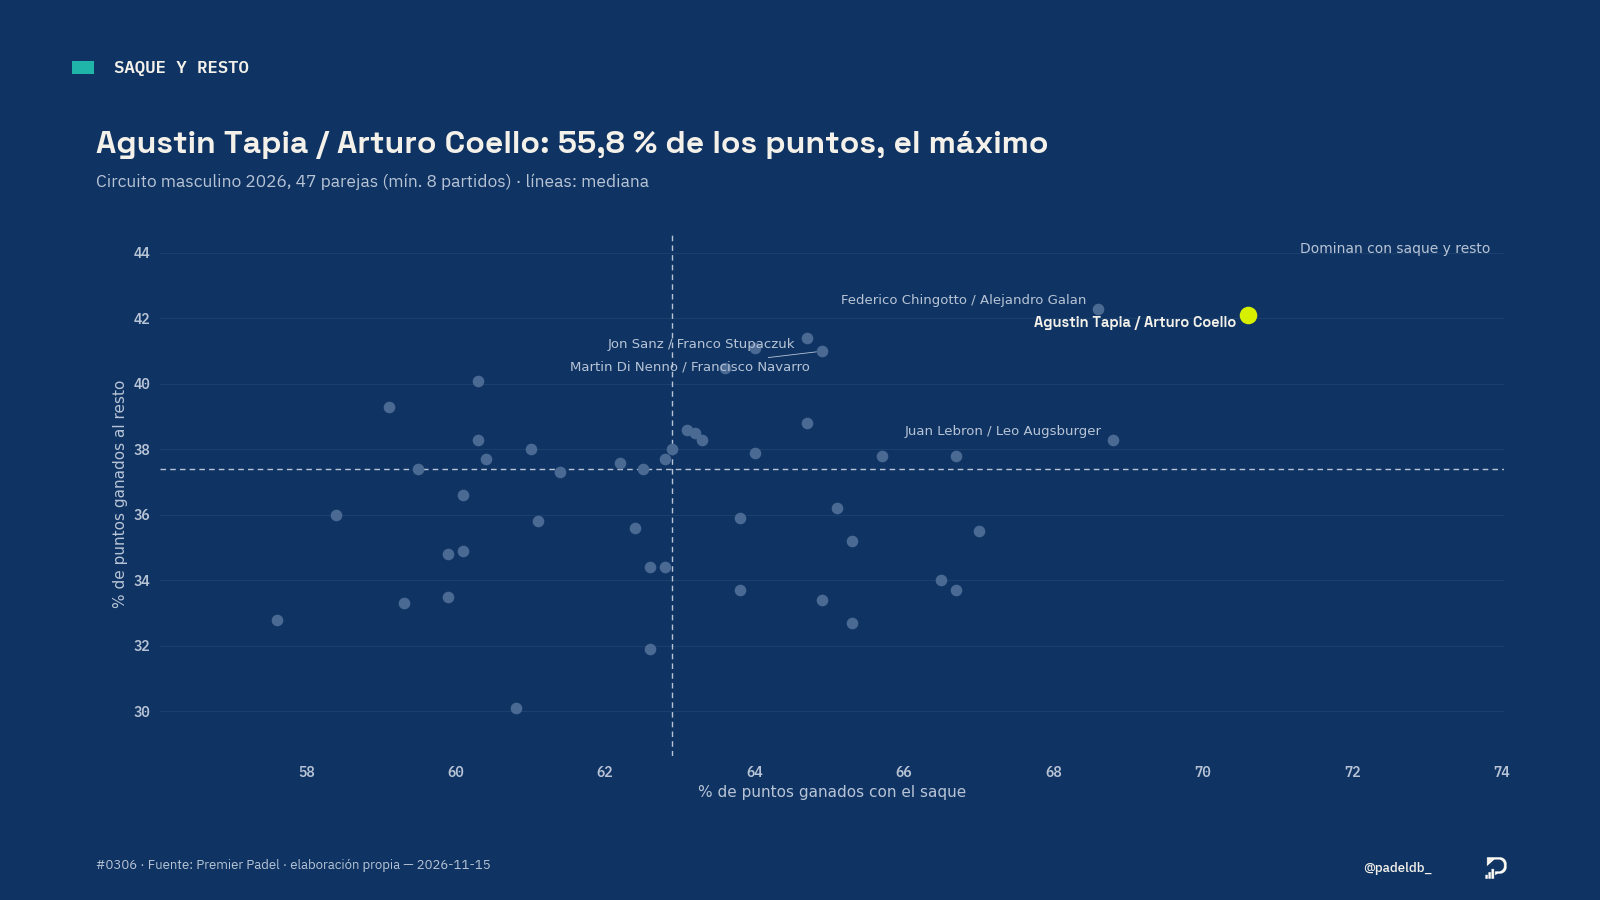 SAQUE Y RESTO
Agustin Tapia / Arturo Coello: 55,8 % de los puntos, el máximo
Circuito masculino 2026, 47 parejas (mín. 8 partidos) · líneas: mediana
Dominan con saque y resto
Federico Chingotto / Alejandro Galan
Agustin Tapia / Arturo Coello
Jon Sanz / Franco Stupaczuk
Martin Di Nenno / Francisco Navarro
Juan Lebron / Leo Augsburger
% de puntos ganados al resto
44
42
40
38
36
34
32
30
58 60 62 64 66 68 70 72 74
% de puntos ganados con el saque
#0306 · Fuente: Premier Padel · elaboración propia — 2026-11-15
@padeldb_